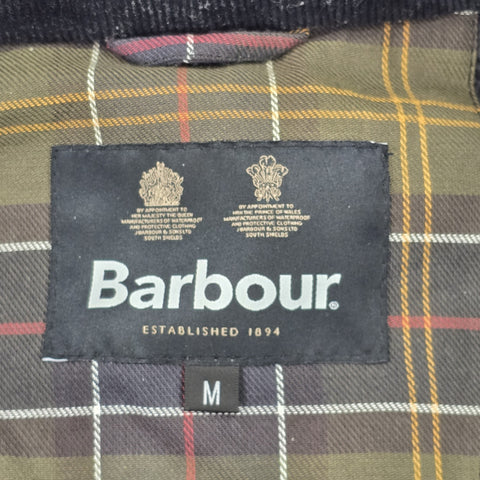 BY APPOINTMENT TO
HER MAJESTY THE QUEEN
MANUFACTURERS OF WATERPROOF
AND PROTECTIVE CLOTHING
J BARBOUR & SONS LTD
SOUTH SHIELDS
BY APPOINTMENT TO
HRH THE PRINCE OF WALES
MANUFACTURERS OF WATERPROOF
AND PROTECTIVE CLOTHING
J BARBOUR & SONS LTD
SOUTH SHIELDS
Barbour®
ESTABLISHED 1894
M